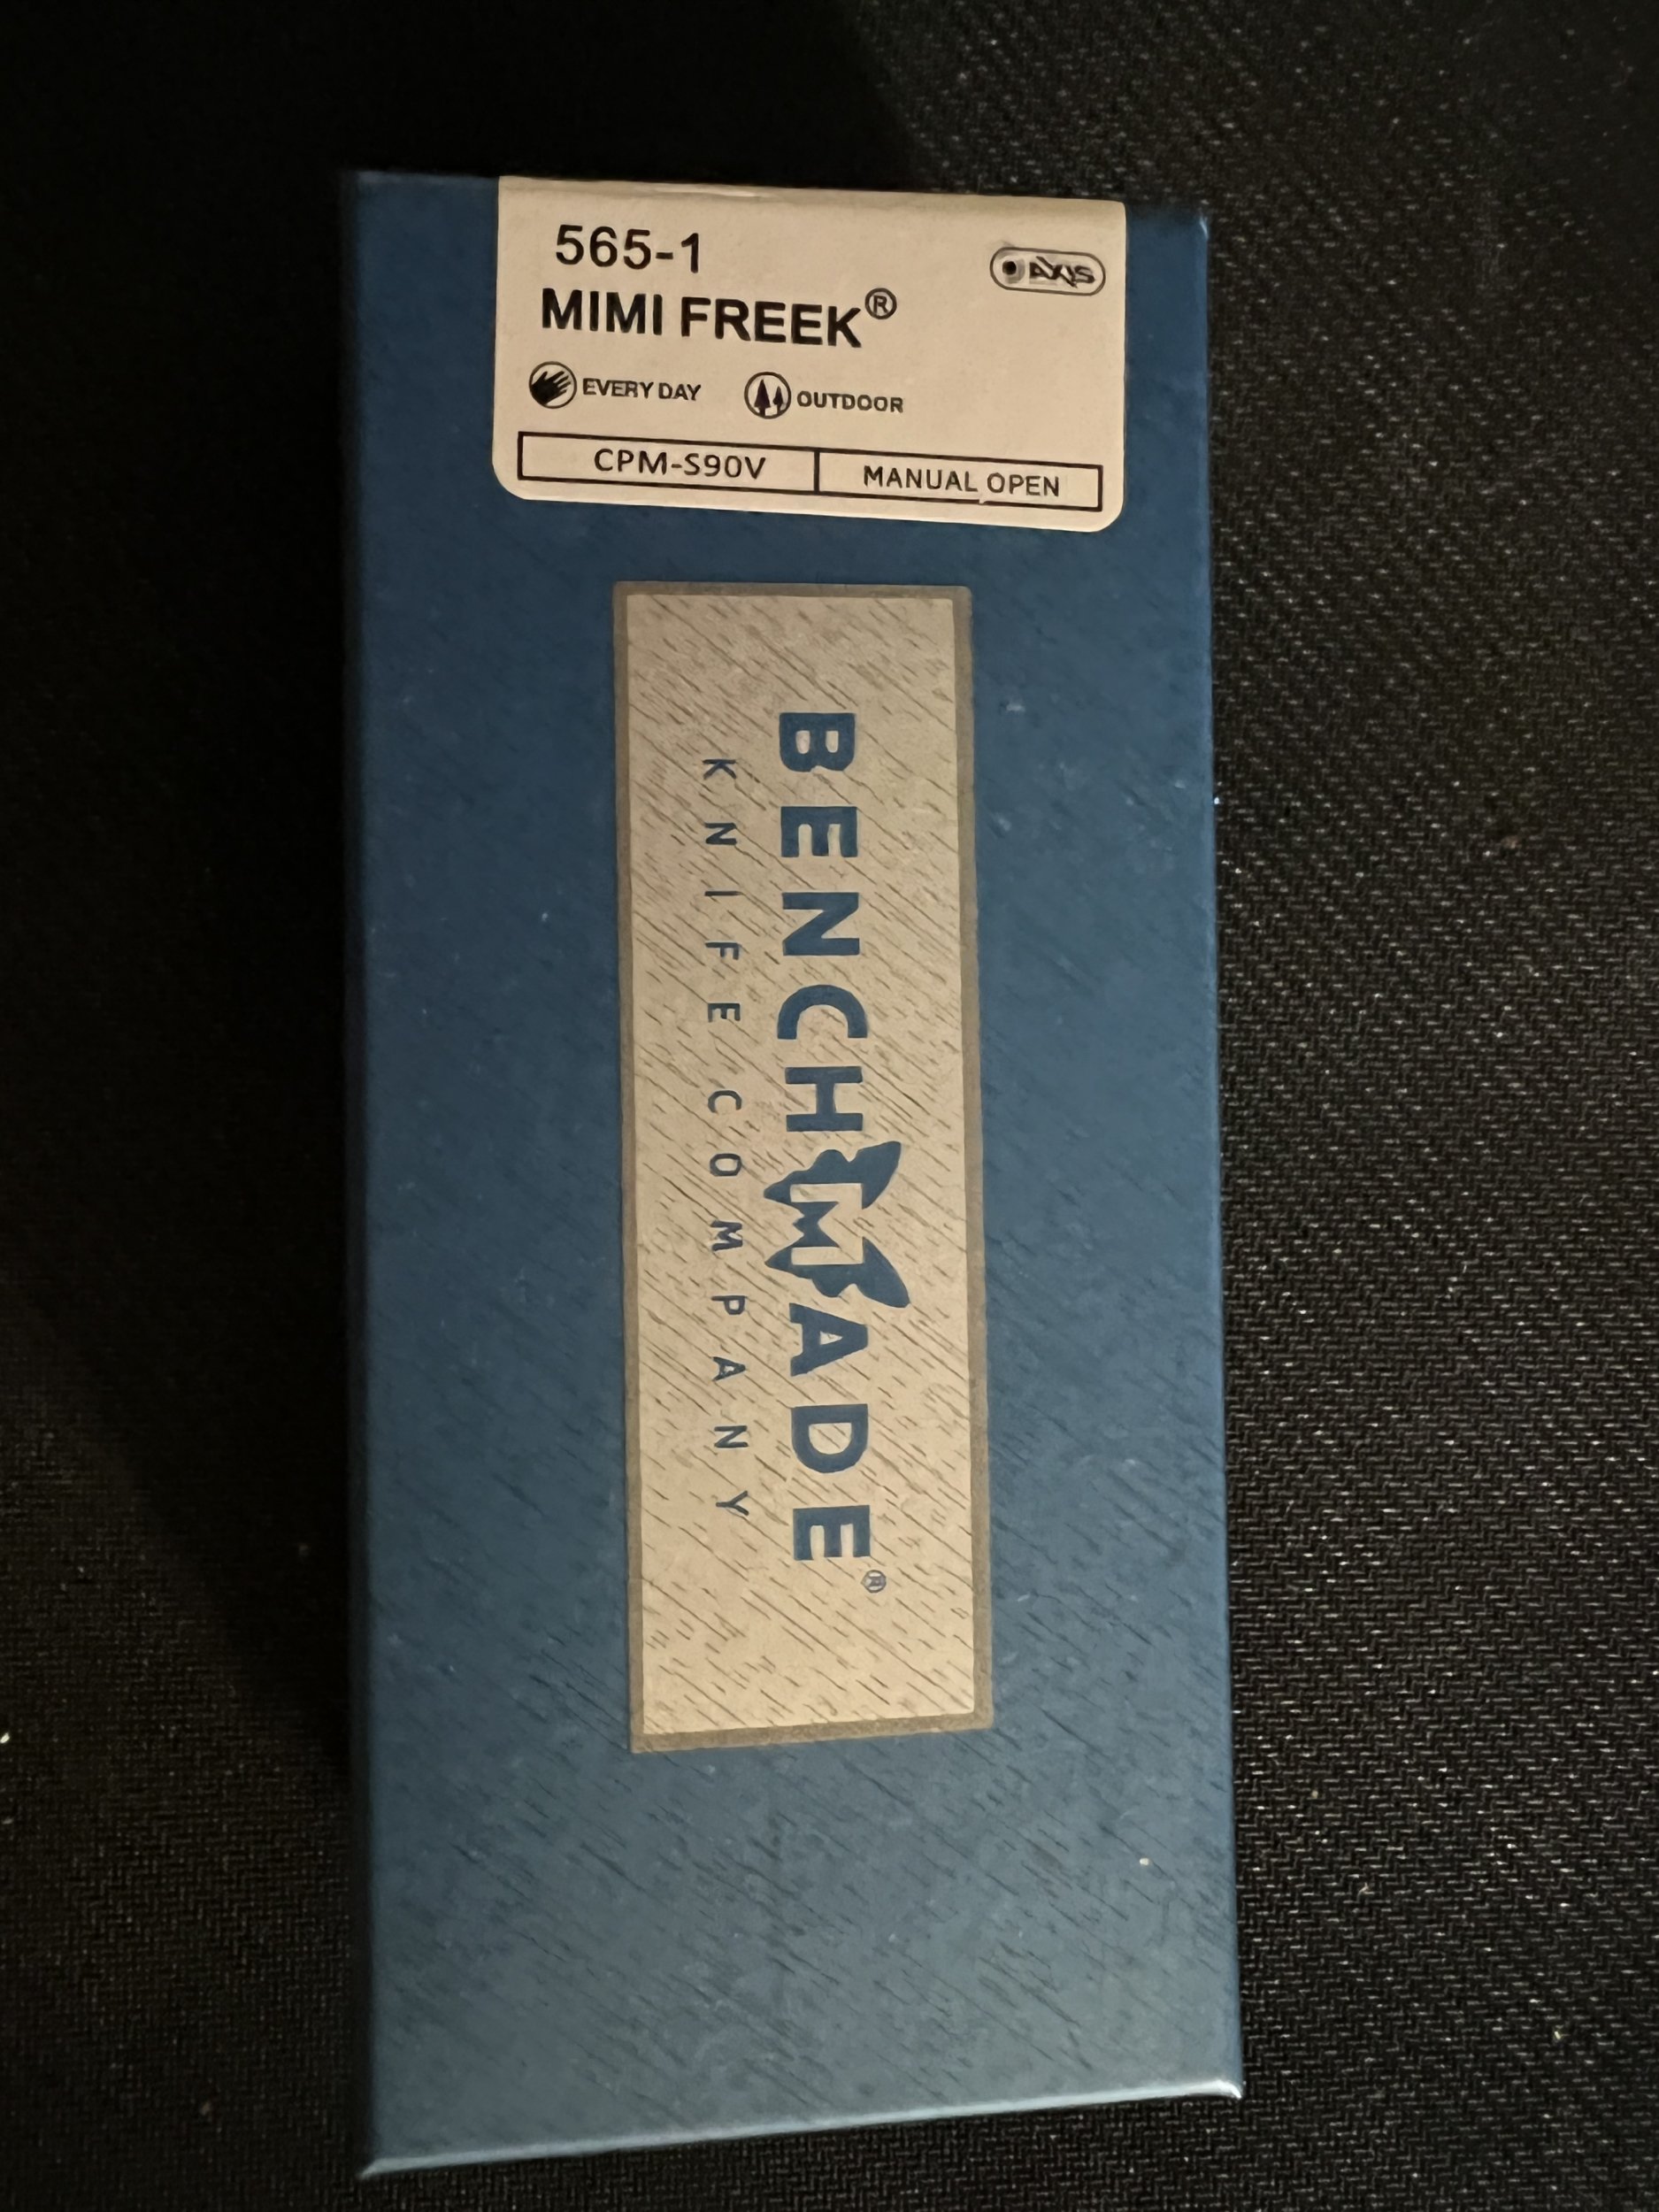 565-1
AXIS
MIMI FREEK®
EVERY DAY
OUTDOOR
CPM-S90V
MANUAL OPEN
BENCHMADE®
KNIFE COMPANY